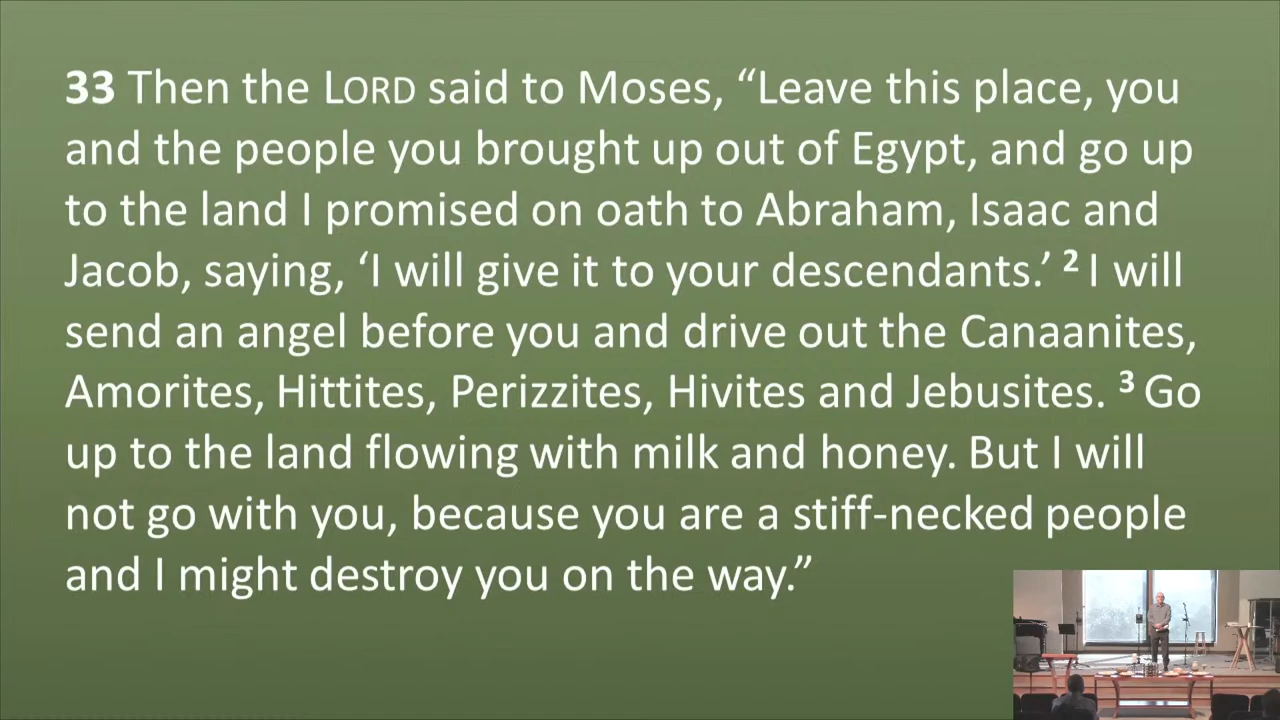 33 Then the LORD said to Moses, “Leave this place, you
and the people you brought up out of Egypt, and go up
to the land I promised on oath to Abraham, Isaac and
Jacob, saying, ‘I will give it to your descendants.’ 2 I will
send an angel before you and drive out the Canaanites,
Amorites, Hittites, Perizzites, Hivites and Jebusites. 3 Go
up to the land flowing with milk and honey. But I will
not go with you, because you are a stiff-necked people
and I might destroy you on the way.”